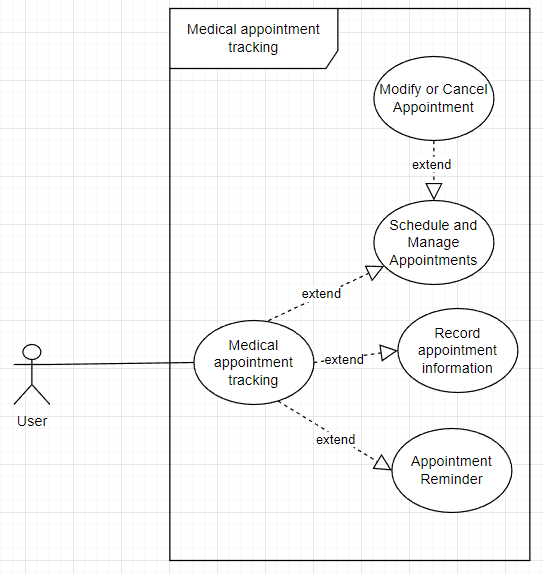 Medical appointment
tracking
Modify or Cancel
Appointment
extend
Schedule and
Manage
Appointments
extend
Medical
appointment
tracking
extend
Record
appointment
information
User
extend
Appointment
Reminder